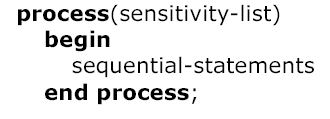 process(sensitivity-list)
begin
sequential-statements
end process;